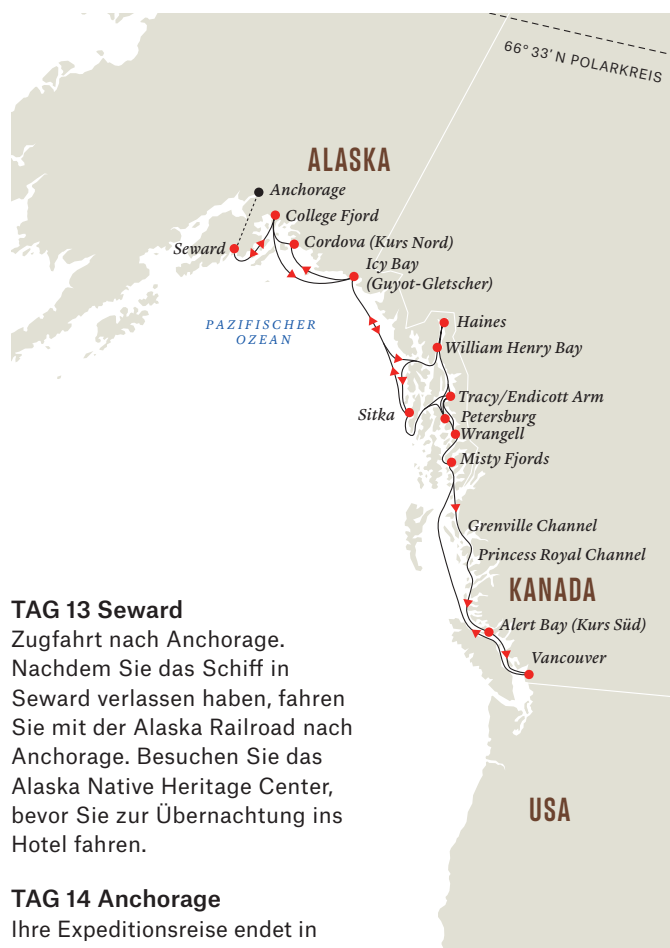 66°33'N POLARKREIS
ALASKA
Anchorage
College Fjord
Seward
Cordova (Kurs Nord)
Icy Bay
(Guyot-Gletscher)
PAZIFISCHER
OZEAN
Haines
William Henry Bay
Tracy/Endicott Arm
Sitka
Petersburg
Wrangell
Misty Fjords
Grenville Channel
Princess Royal Channel
KANADA
Alert Bay (Kurs Süd)
Vancouver
USA
TAG 13 Seward
Zugfahrt nach Anchorage.
Nachdem Sie das Schiff in
Seward verlassen haben, fahren
Sie mit der Alaska Railroad nach
Anchorage. Besuchen Sie das
Alaska Native Heritage Center,
bevor Sie zur Übernachtung ins
Hotel fahren.
TAG 14 Anchorage
Ihre Expeditionsreise endet in